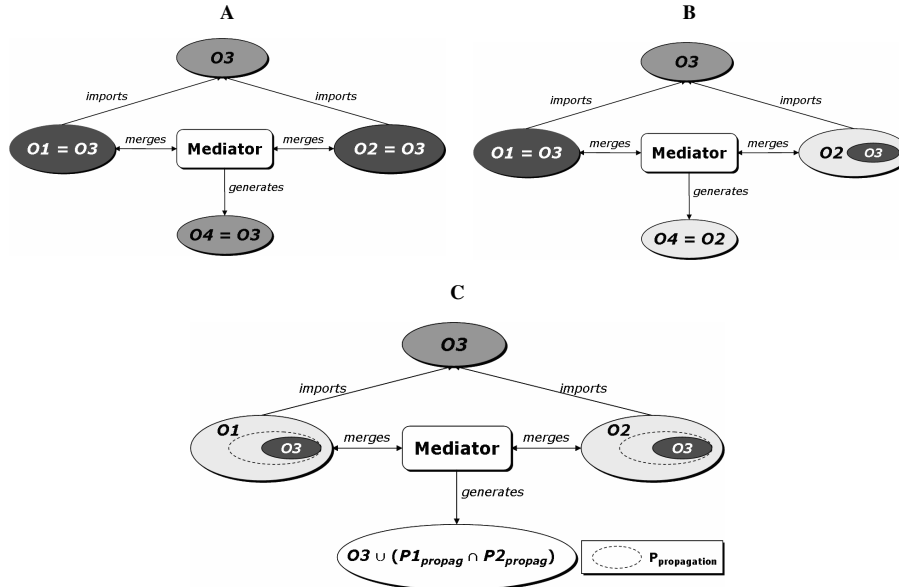 A
O3
imports
imports
O1 = O3
merges
Mediator
merges
O2 = O3
generates
O4 = O3
B
O3
imports
imports
O1 = O3
merges
Mediator
merges
O2
O3
generates
O4 = O2
C
O3
imports
imports
O1
O3
merges
Mediator
merges
O2
O3
generates
O3 ∪ (P1propag ∩ P2propag)
Ppropagation